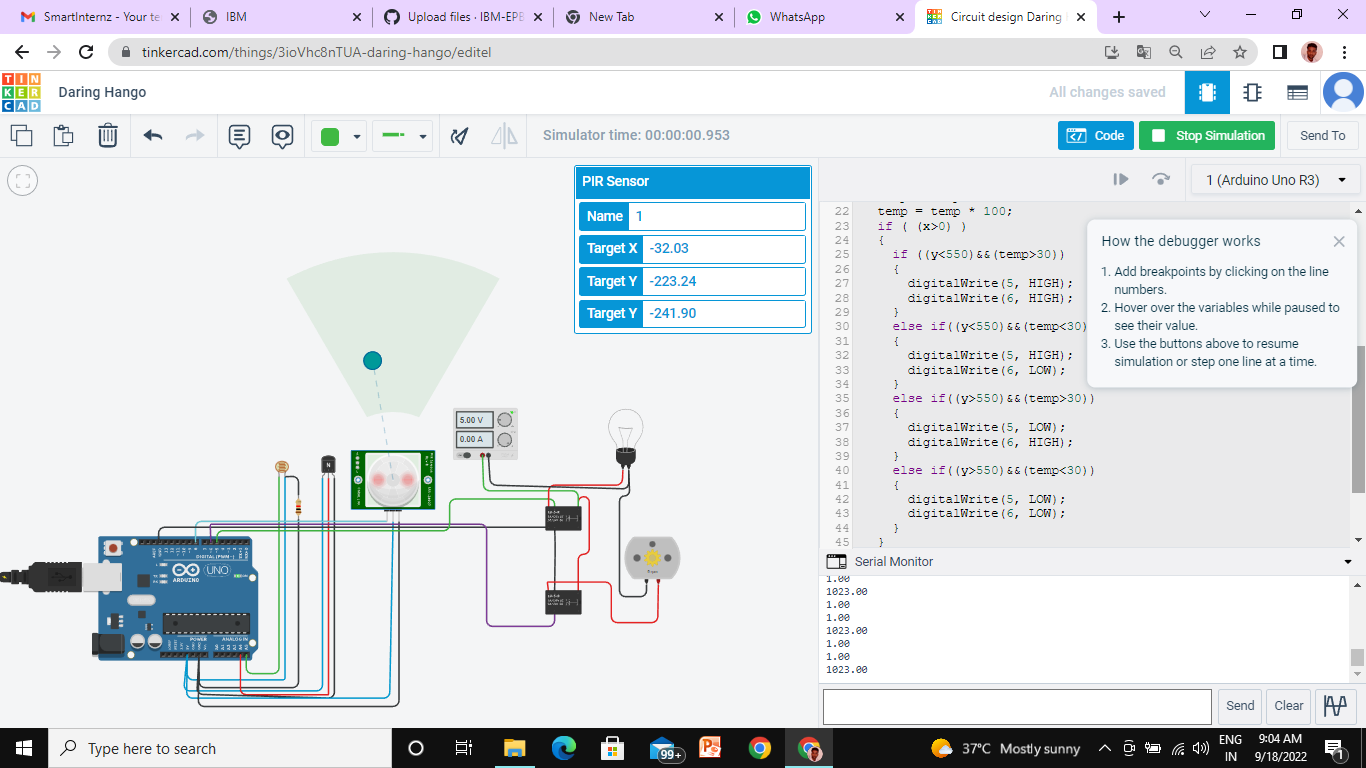 SmartInternz - Your te
IBM
Upload files · IBM-EPB
New Tab
WhatsApp
Circuit design Daring
tinkercad.com/things/3ioVhc8nTUA-daring-hango/editel
TIN
KER
CAD
Daring Hango
All changes saved
Simulator time: 00:00:00.953
Code
Stop Simulation
Send To
PIR Sensor
Name 1
Target X -32.03
Target Y -223.24
Target Y -241.90
5.00 V
0.00 A
N
DIGITAL (PWM~)
UNO
ARDUINO
POWER
ANALOG IN
1 (Arduino Uno R3)
22 temp = temp * 100;
23 if ( (x>0) )
24 {
25 if ((y<550)&&(temp>30))
26 {
27 digitalWrite(5, HIGH);
28 digitalWrite(6, HIGH);
29 }
30 else if((y<550)&&(temp<30)
31 {
32 digitalWrite(5, HIGH);
33 digitalWrite(6, LOW);
34 }
35 else if((y>550)&&(temp>30))
36 {
37 digitalWrite(5, LOW);
38 digitalWrite(6, HIGH);
39 }
40 else if((y>550)&&(temp<30))
41 {
42 digitalWrite(5, LOW);
43 digitalWrite(6, LOW);
44 }
45 }
How the debugger works
1. Add breakpoints by clicking on the line
numbers.
2. Hover over the variables while paused to
see their value.
3. Use the buttons above to resume
simulation or step one line at a time.
Serial Monitor
1.00
1023.00
1.00
1.00
1023.00
1.00
1.00
1023.00
Send
Clear
Type here to search
99+
37°C Mostly sunny
ENG
IN
9:04 AM
9/18/2022
1